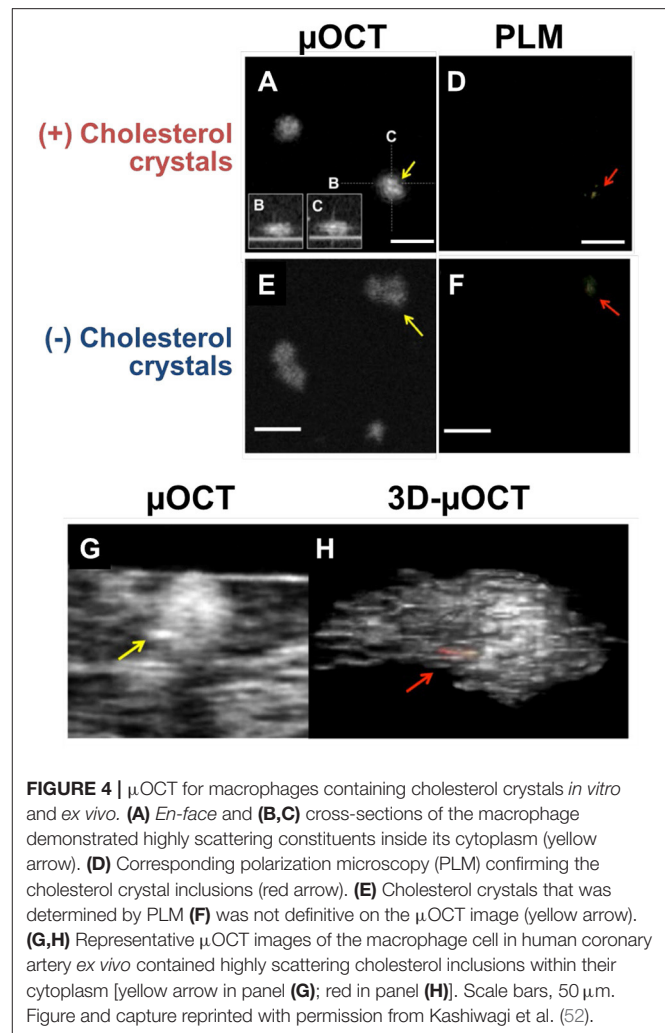 µOCT PLM
A D
(+) Cholesterol
crystals
C
B
B C
E F
(-) Cholesterol
crystals
µOCT 3D-µOCT
G H
FIGURE 4 | µOCT for macrophages containing cholesterol crystals in vitro
and ex vivo. (A) En-face and (B,C) cross-sections of the macrophage
demonstrated highly scattering constituents inside its cytoplasm (yellow
arrow). (D) Corresponding polarization microscopy (PLM) confirming the
cholesterol crystal inclusions (red arrow). (E) Cholesterol crystals that was
determined by PLM (F) was not definitive on the µOCT image (yellow arrow).
(G,H) Representative µOCT images of the macrophage cell in human coronary
artery ex vivo contained highly scattering cholesterol inclusions within their
cytoplasm [yellow arrow in panel (G); red in panel (H)]. Scale bars, 50 µm.
Figure and capture reprinted with permission from Kashiwagi et al. (52).